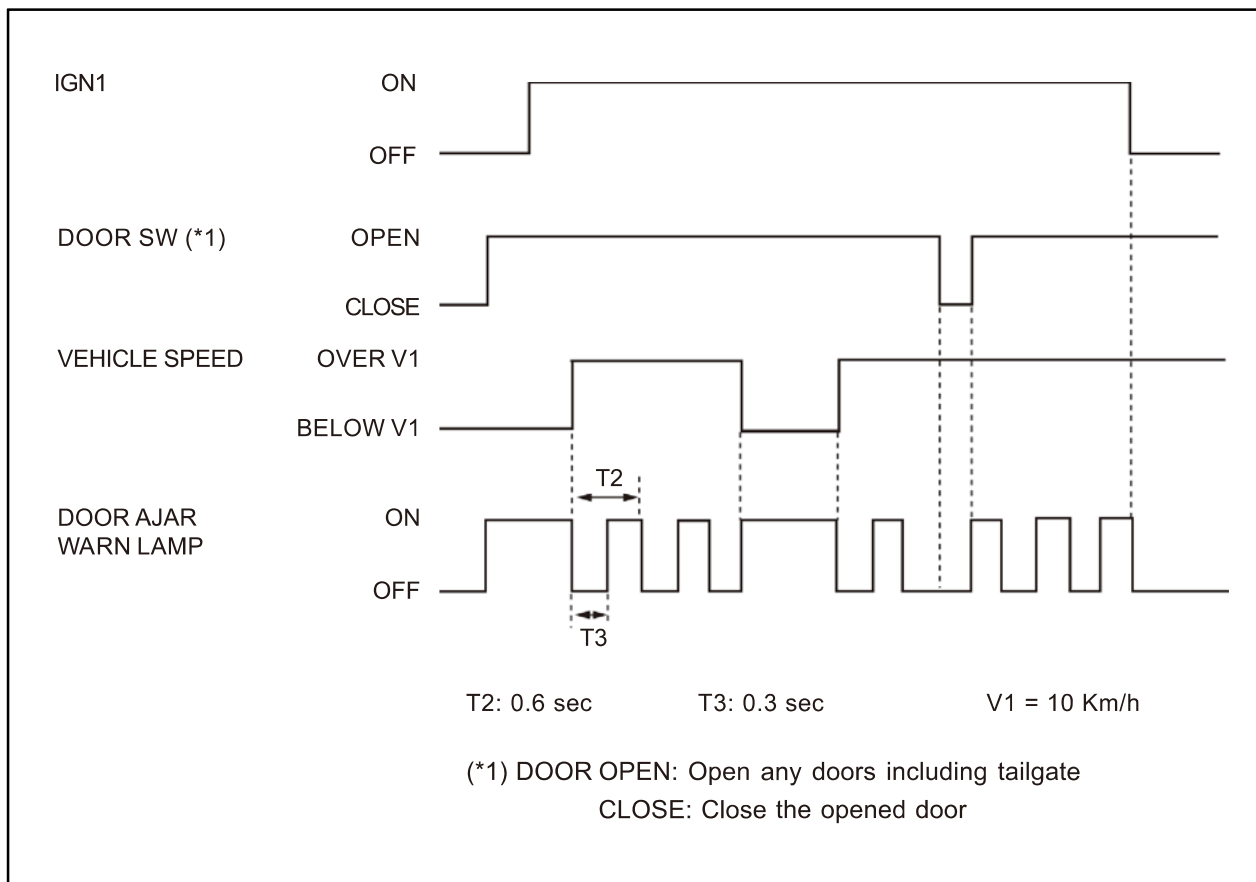 IGN1 ON
OFF
DOOR SW (*1) OPEN
CLOSE
VEHICLE SPEED OVER V1
BELOW V1
T2
DOOR AJAR ON
WARN LAMP
OFF
T3
T2: 0.6 sec T3: 0.3 sec V1 = 10 Km/h
(*1) DOOR OPEN: Open any doors including tailgate
CLOSE: Close the opened door